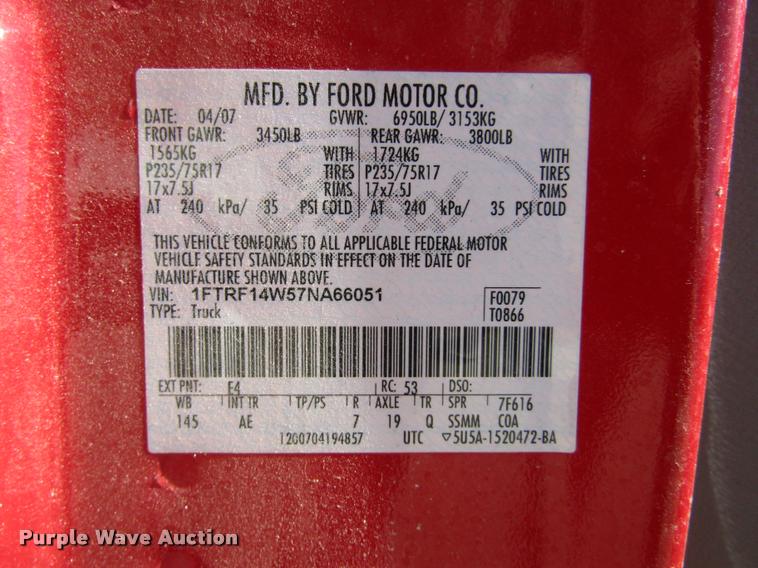 MFD. BY FORD MOTOR CO.
DATE: 04/07 GVWR: 6950LB/ 3153KG
FRONT GAWR: 3450LB REAR GAWR: 3800LB
1565KG WITH 1724KG WITH
P235/75R17 TIRES P235/75R17 TIRES
17x7.5J RIMS 17x7.5J RIMS
AT 240 kPa/ 35 PSI COLD AT 240 kPa/ 35 PSI COLD
THIS VEHICLE CONFORMS TO ALL APPLICABLE FEDERAL MOTOR
VEHICLE SAFETY STANDARDS IN EFFECT ON THE DATE OF
MANUFACTURE SHOWN ABOVE.
VIN: 1FTRF14W57NA66051 F0079
TYPE: Truck T0866
EXT PNT: E4 RC: 53 DSO:
WB INT TR TP/PS R AXLE TR SPR 7F616
145 AE 7 19 Q SSMM COA
12G0704194857 UTC ▽5U5A-1520472-BA
Purple Wave Auction